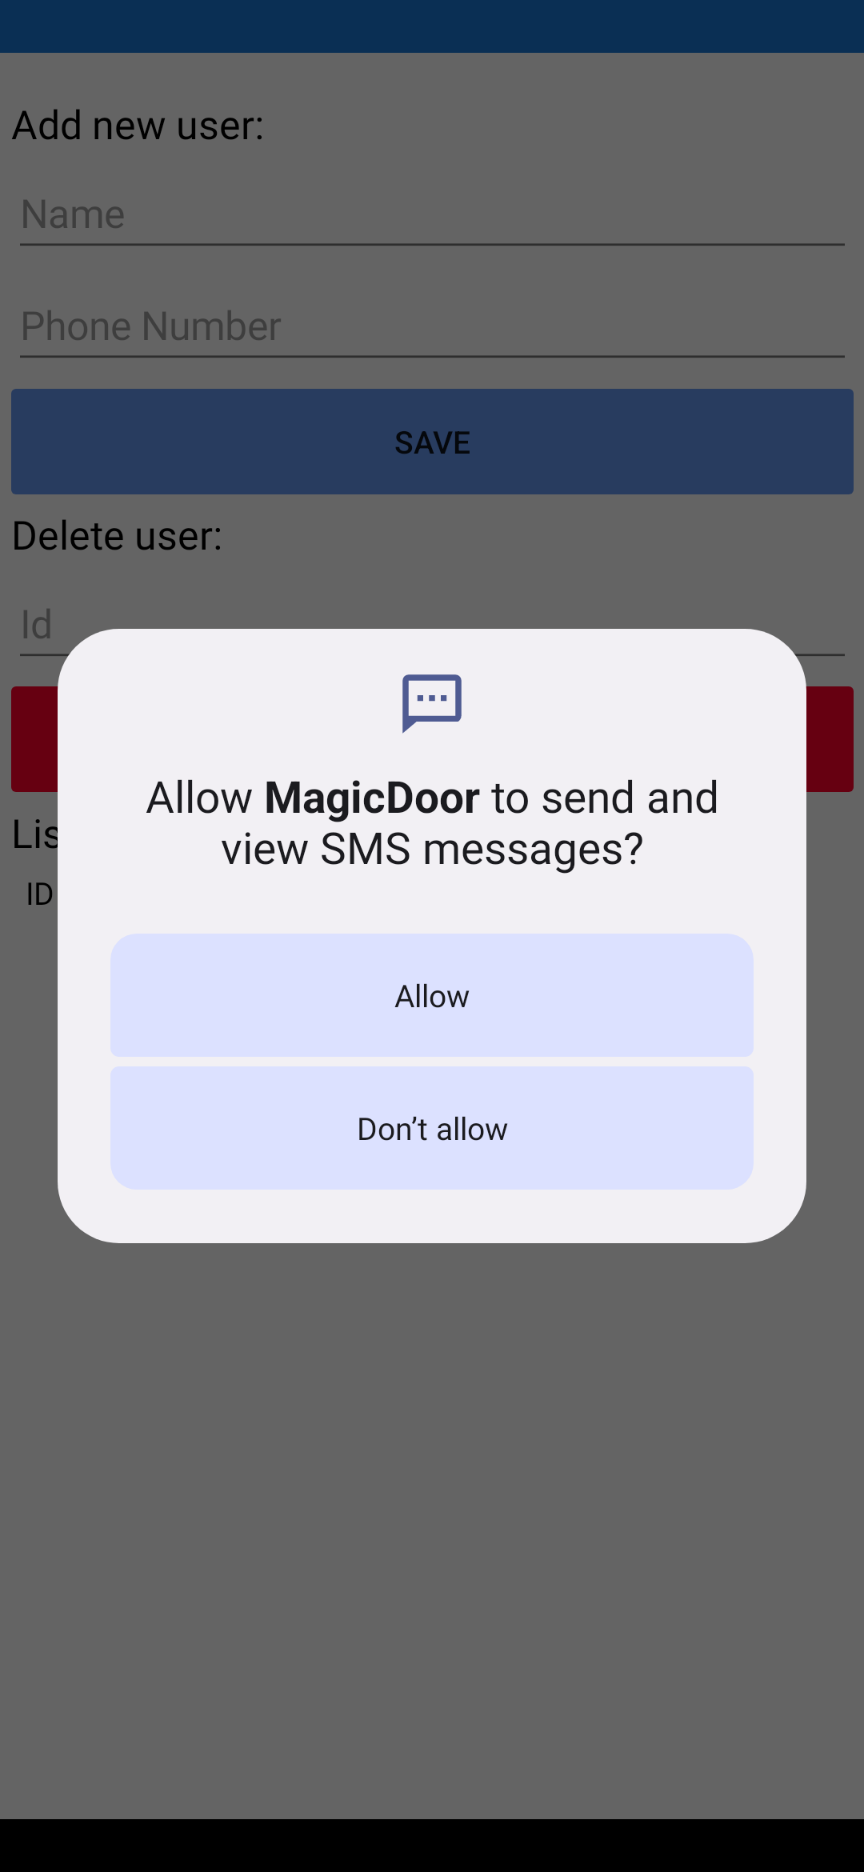 Add new user:
Name
Phone Number
SAVE
Delete user:
Id
Allow MagicDoor to send and
view SMS messages?
ID
Allow
Don’t allow